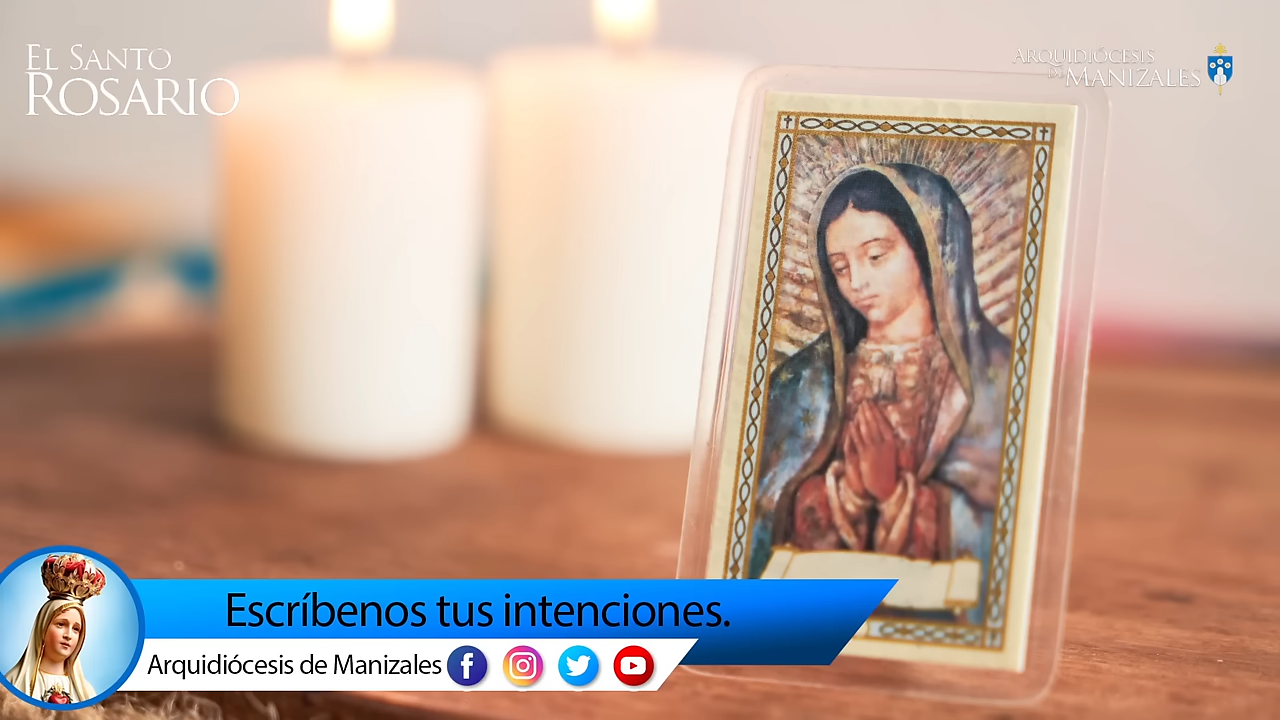 El Santo
Rosario
Arquidiócesis
de Manizales
Escríbenos tus intenciones.
Arquidiócesis de Manizales